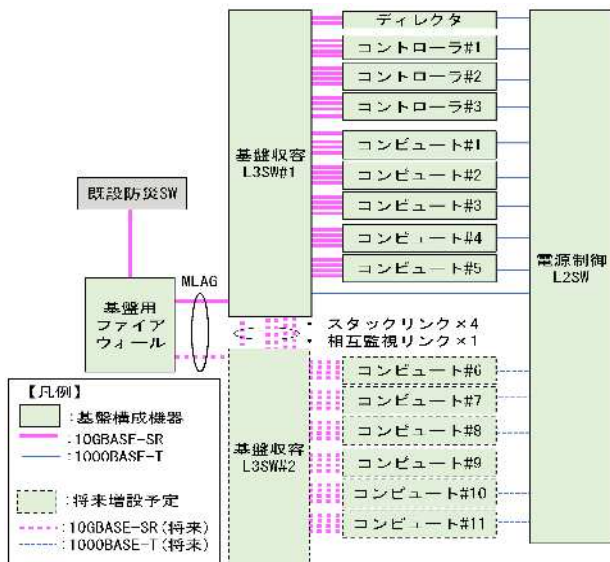 ディレクタ
コントローラ#1
コントローラ#2
コントローラ#3
コンピュート#1
コンピュート#2
コンピュート#3
コンピュート#4
コンピュート#5
基盤収容
L3SW#1
既設防災SW
MLAG
基盤用
ファイア
ウォール
電源制御
L2SW
・ スタックリンク×4
・ 相互監視リンク×1
コンピュート#6
コンピュート#7
コンピュート#8
コンピュート#9
コンピュート#10
コンピュート#11
基盤収容
L3SW#2
【凡例】
:基盤構成機器
:10GBASE-SR
:1000BASE-T
:将来増設予定
:10GBASE-SR(将来)
:1000BASE-T(将来)